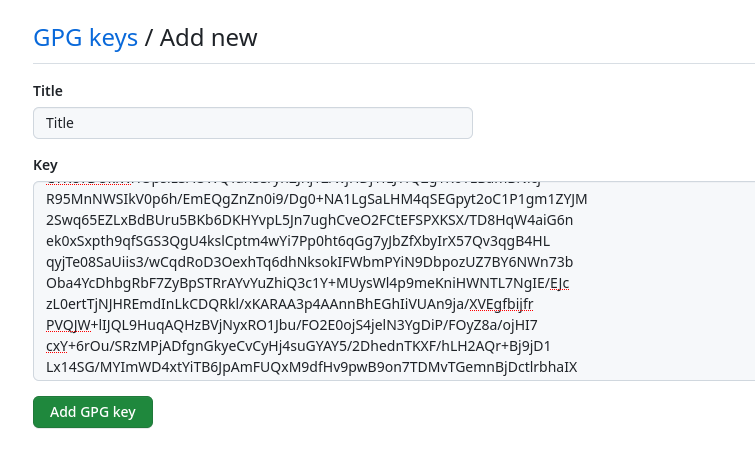 GPG keys / Add new
Title
Title
Key
R95MnNWSIkV0p6h/EmEQgZnZn0i9/Dg0+NA1LgSaLHM4qSEGpyt2oC1P1gm1ZYJM
2Swq65EZLxBdBUru5BKb6DKHYvpL5Jn7ughCveO2FCtEFSPXKSX/TD8HqW4aiG6n
ek0xSxpth9qfSGS3QgU4kslCptm4wYi7Pp0ht6qGg7yJbZfXbyIrX57Qv3qgB4HL
qyjTe08SaUiis3/wCqdRoD3OexhTq6dhNksokIFWbmPYiN9DbpozUZ7BY6NWn73b
Oba4YcDhbgRbF7ZyBpSTRrAYvYuZhiQ3c1Y+MUysWl4p9meKniHWNTL7NgIE/EJc
zL0ertTjNJHREmdInLkCDQRkl/xKARAA3p4AAnnBhEGhIiVUAn9ja/XVEgfbijfr
PVQJW+lIJQL9HuqAQHzBVjNyxRO1Jbu/FO2E0ojS4jelN3YgDiP/FOyZ8a/ojHI7
cxY+6rOu/SRzMPjADfgnGkyeCvCyHj4suGYAY5/2DhednTKXF/hLH2AQr+Bj9jD1
Lx14SG/MYImWD4xtYiTB6JpAmFUQxM9dfHv9pwB9on7TDMvTGemnBjDctlrbhaIX
Add GPG key